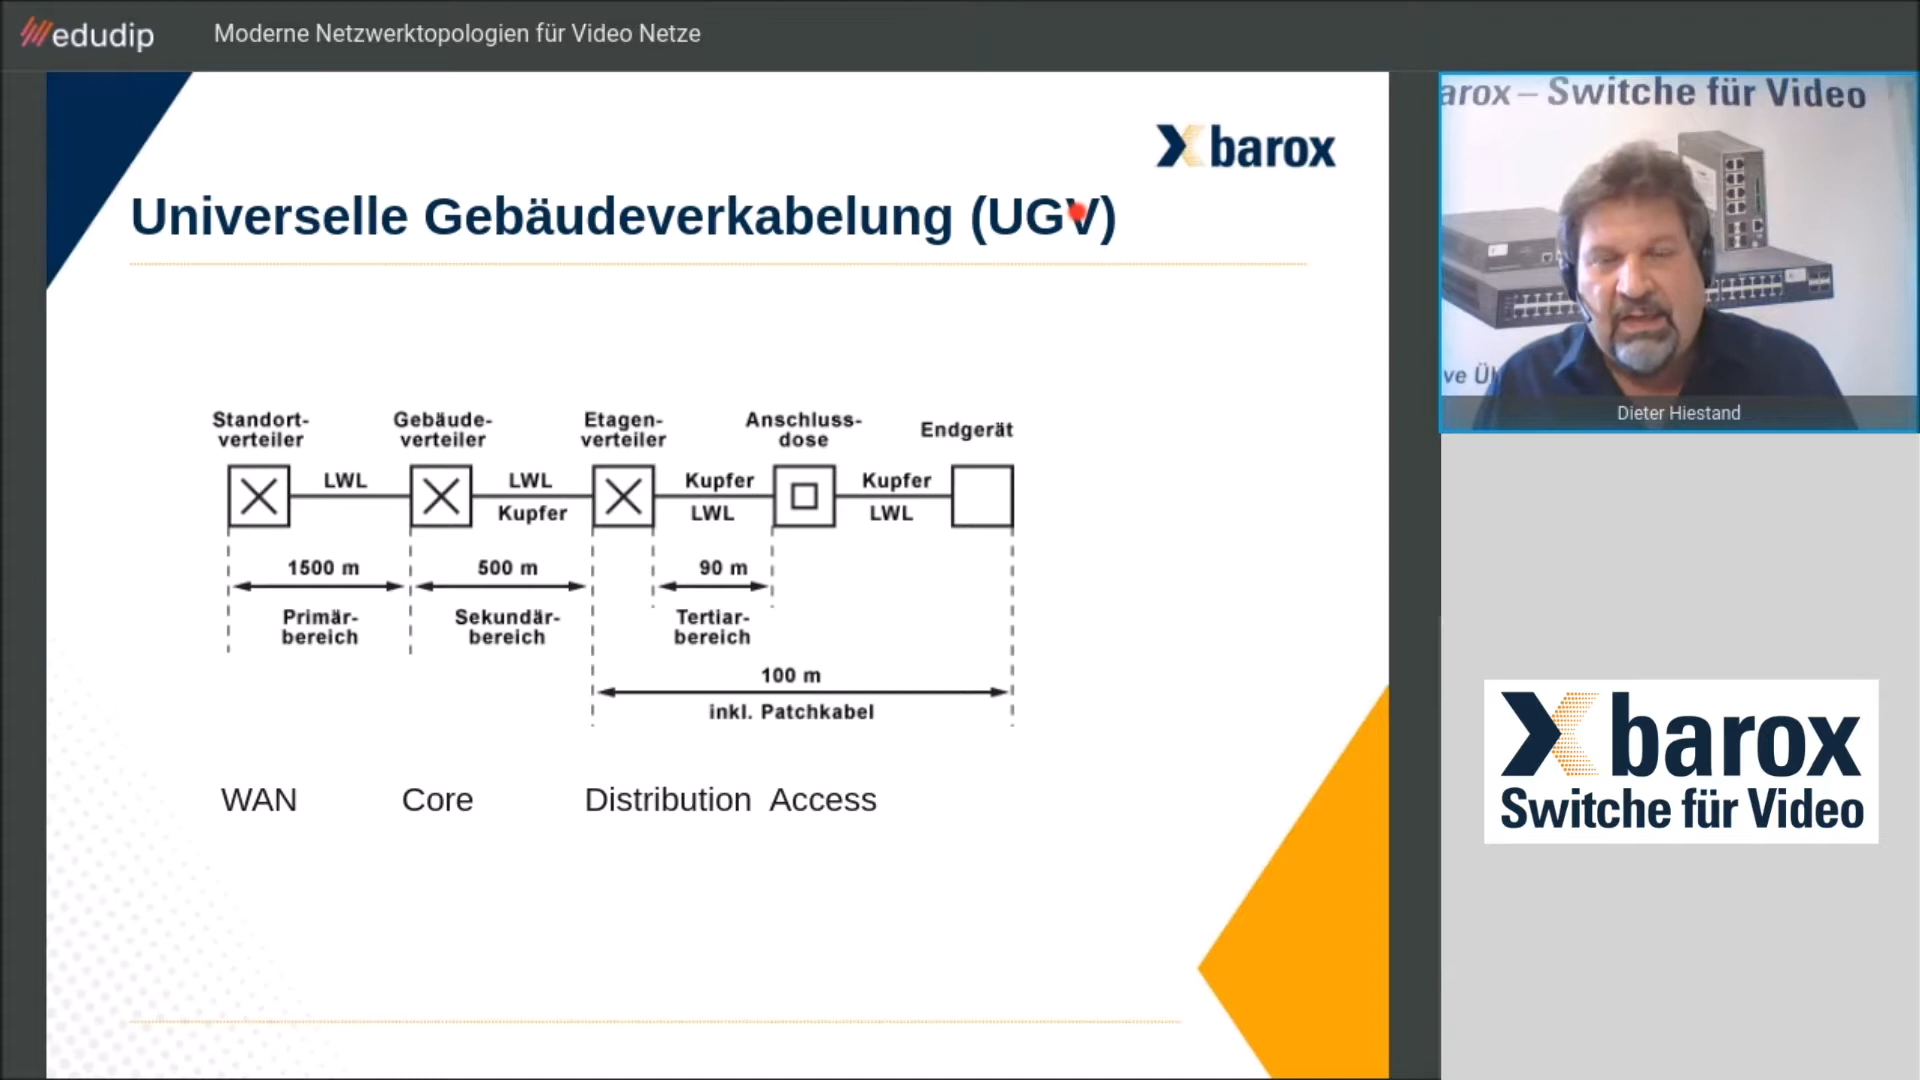 edudip
Moderne Netzwerktopologien für Video Netze
barox
Universelle Gebäudeverkabelung (UGV)
Standort-
verteiler
Gebäude-
verteiler
Etagen-
verteiler
Anschluss-
dose
Endgerät
LWL
LWL
Kupfer
Kupfer
LWL
Kupfer
LWL
1500 m
500 m
90 m
Primär-
bereich
Sekundär-
bereich
Tertiar-
bereich
100 m
inkl. Patchkabel
WAN
Core
Distribution
Access
arox – Switche für Video
ve Ü
Dieter Hiestand
barox
Switche für Video